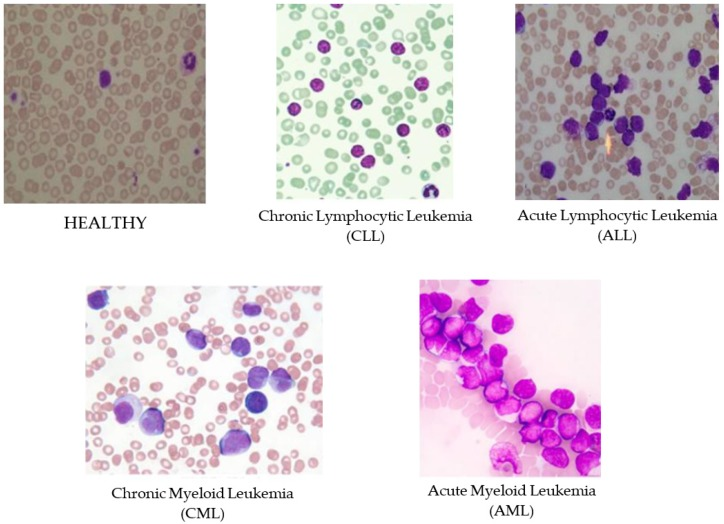 HEALTHY
Chronic Lymphocytic Leukemia
(CLL)
Acute Lymphocytic Leukemia
(ALL)
Chronic Myeloid Leukemia
(CML)
Acute Myeloid Leukemia
(AML)